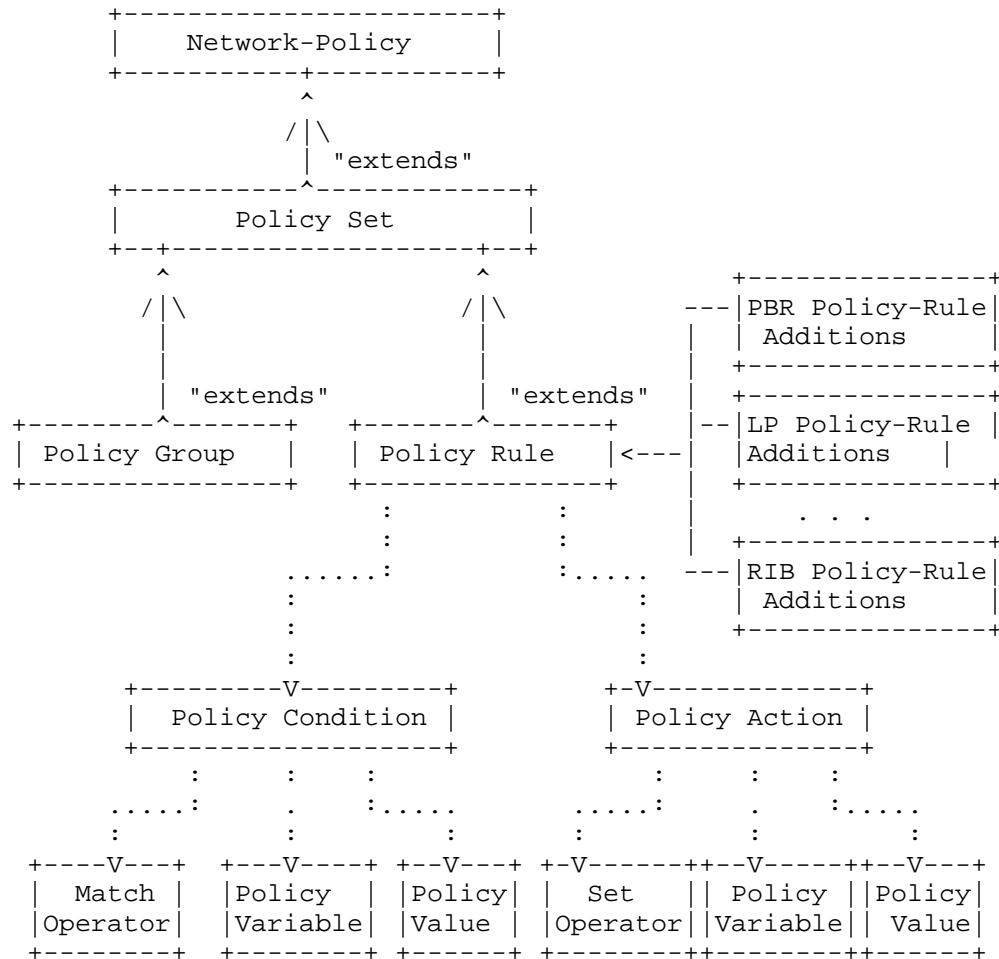 Network-Policy
"extends"
Policy Set
PBR Policy-Rule
Additions
"extends" "extends"
Policy Group Policy Rule LP Policy-Rule
Additions
. . .
RIB Policy-Rule
Additions
Policy Condition Policy Action
Match Policy Policy Set Policy Policy
Operator Variable Value Operator Variable Value